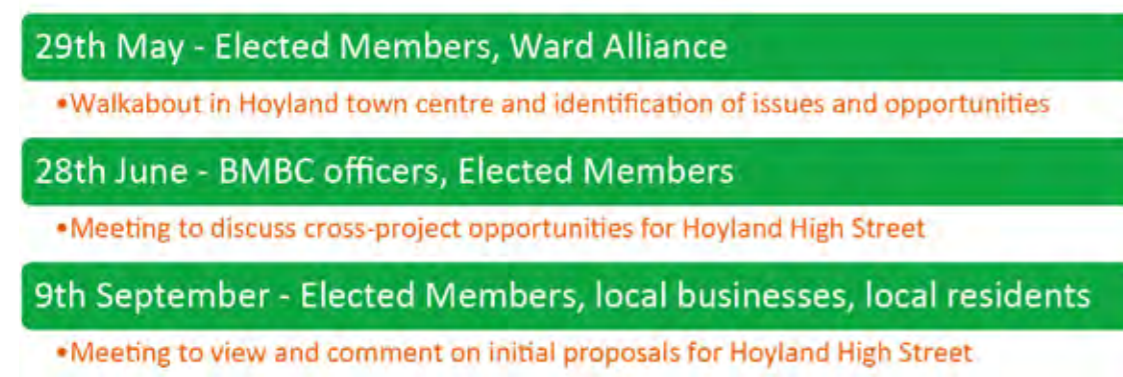 29th May - Elected Members, Ward Alliance
•Walkabout in Hoyland town centre and identification of issues and opportunities
28th June - BMBC officers, Elected Members
•Meeting to discuss cross-project opportunities for Hoyland High Street
9th September - Elected Members, local businesses, local residents
•Meeting to view and comment on initial proposals for Hoyland High Street